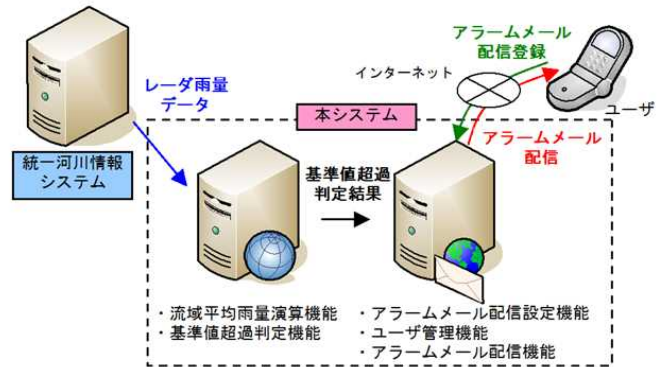 アラームメール
配信登録
インターネット
レーダ雨量
データ
ユーザ
本システム
アラームメール
配信
統一河川情報
システム
基準値超過
判定結果
・流域平均雨量演算機能
・基準値超過判定機能
・アラームメール配信設定機能
・ユーザ管理機能
・アラームメール配信機能